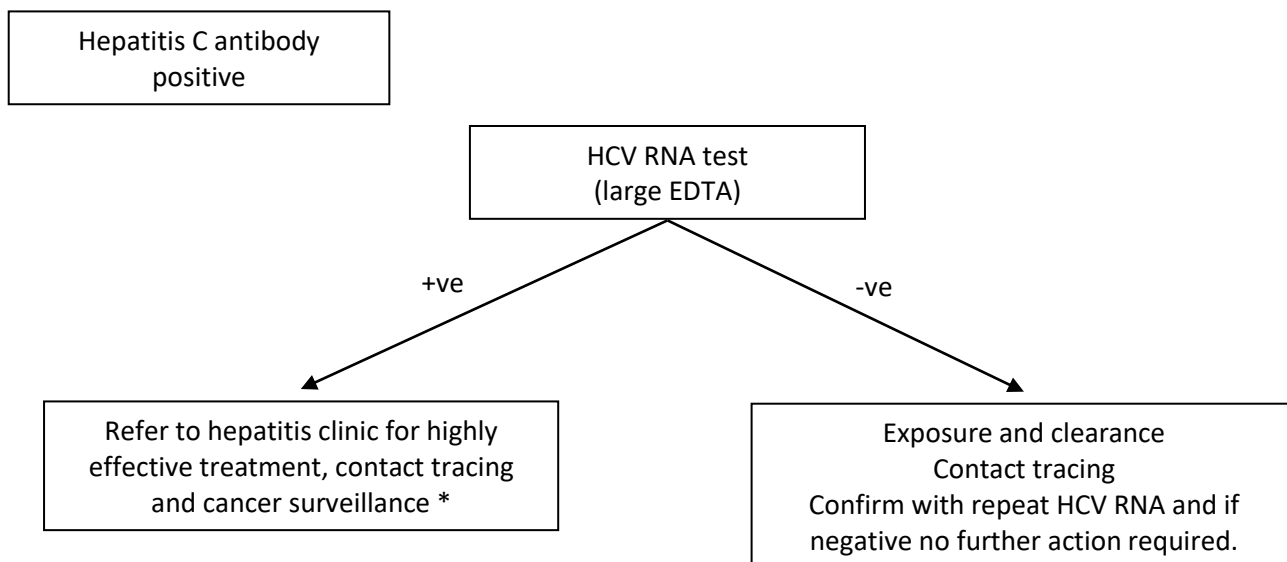 Hepatitis C antibody
positive
HCV RNA test
(large EDTA)
+ve
-ve
Refer to hepatitis clinic for highly
effective treatment, contact tracing
and cancer surveillance *
Exposure and clearance
Contact tracing
Confirm with repeat HCV RNA and if
negative no further action required.